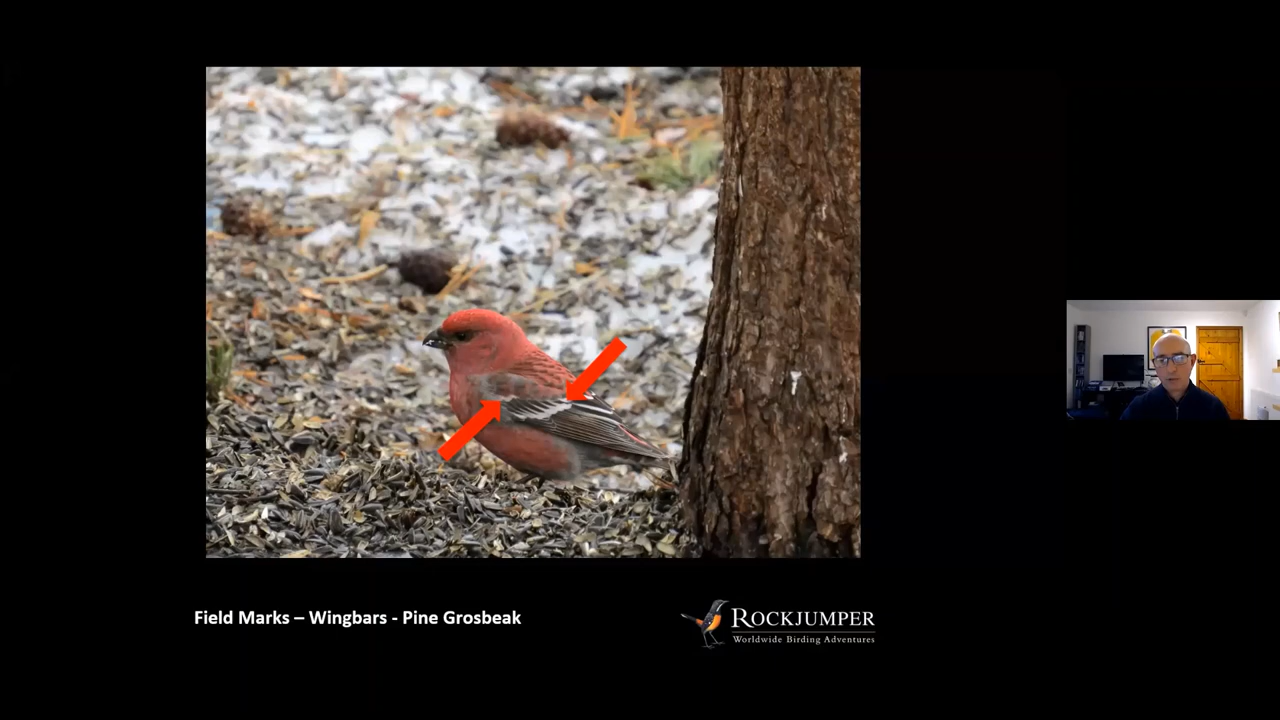 Field Marks – Wingbars - Pine Grosbeak
ROCKJUMPER
Worldwide Birding Adventures